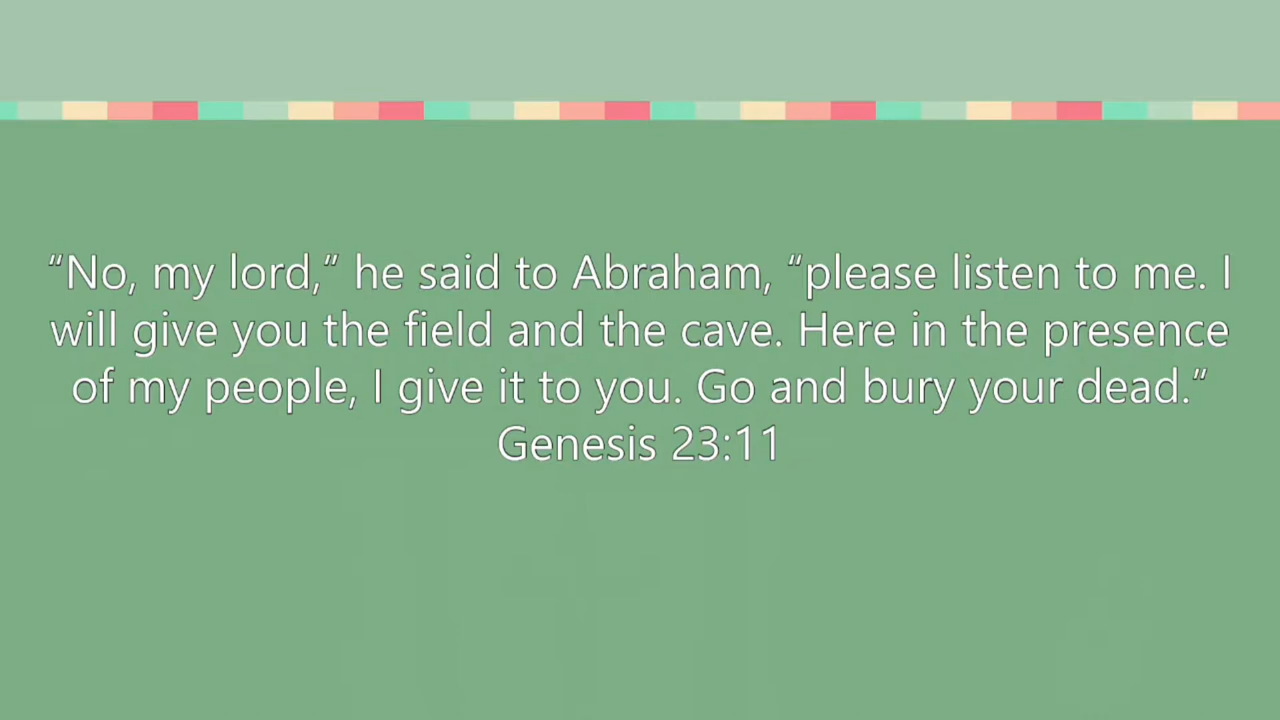 “No, my lord,” he said to Abraham, “please listen to me. I
will give you the field and the cave. Here in the presence
of my people, I give it to you. Go and bury your dead.”
Genesis 23:11